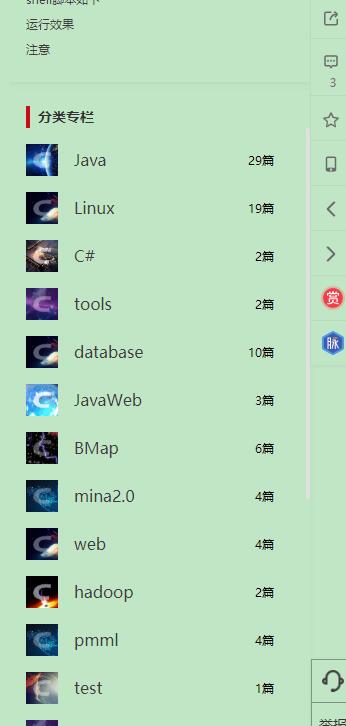 shell脚本如下
运行效果
注意
3
分类专栏
Java 29篇
Linux 19篇
C# 2篇
tools 2篇
database 10篇
JavaWeb 3篇
BMap 6篇
mina2.0 4篇
web 4篇
hadoop 2篇
pmml 4篇
test 1篇
赏
脉
举报